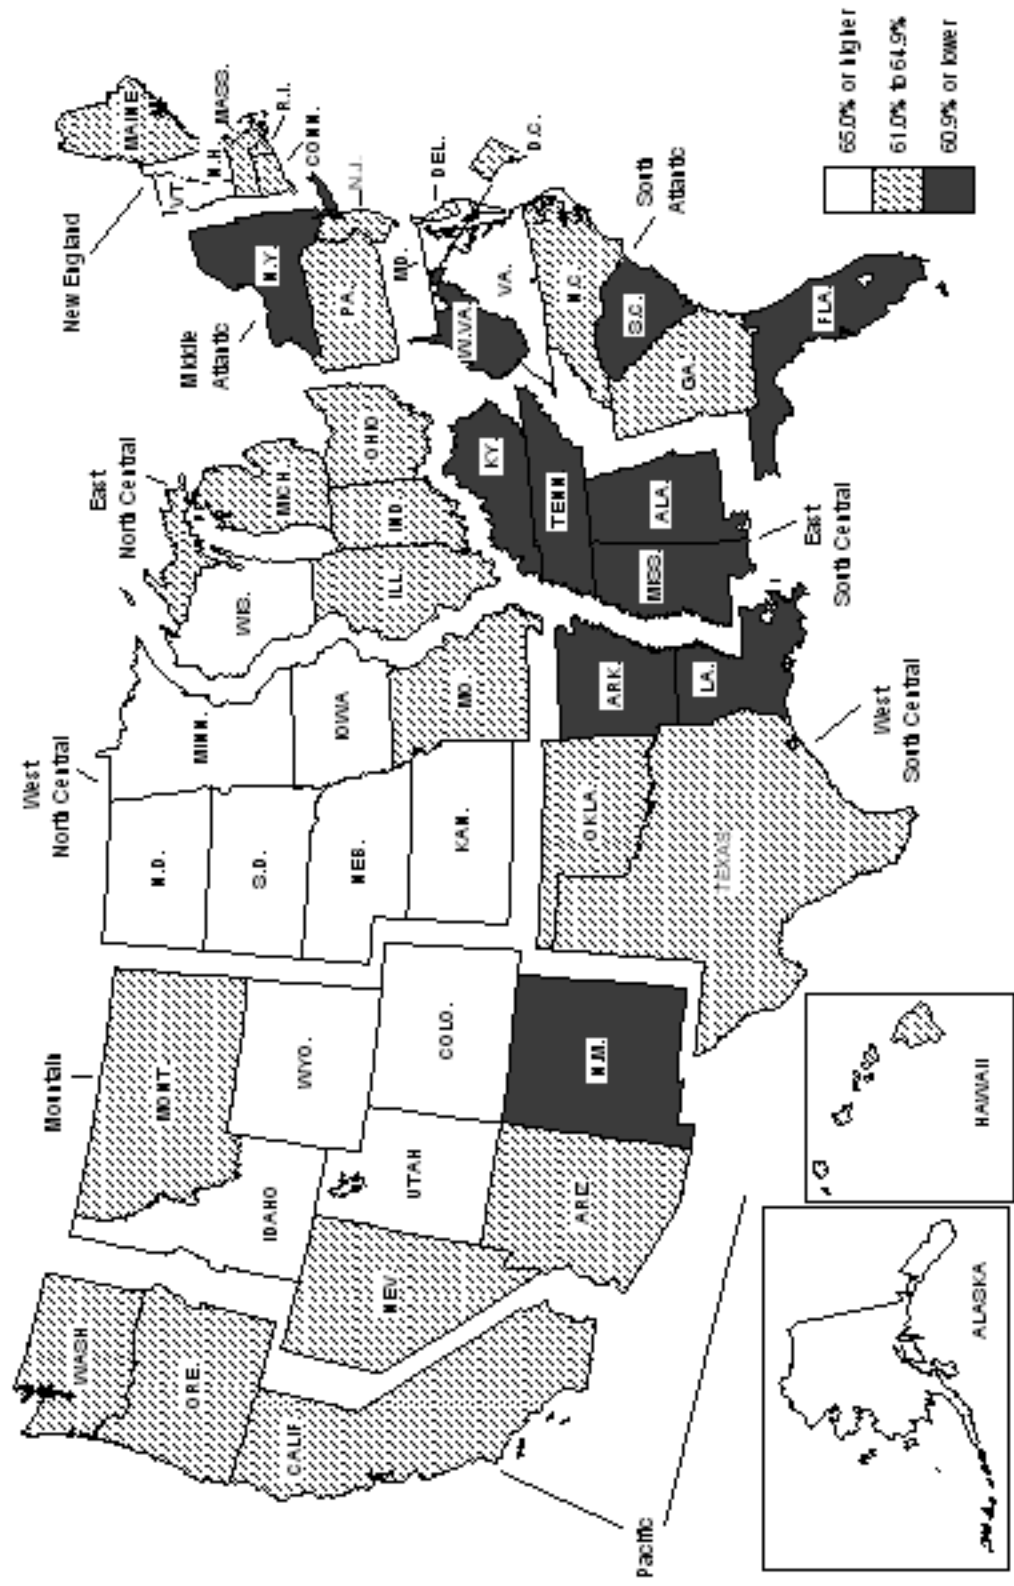 Pacific
Mountain
West
North Central
East
North Central
Middle
Atlantic
New England
WASH
ORE.
CALIF
NEV
IDAHO
MONT.
WYO.
UTAH
COLO.
ARIZ.
N.M.
N.D.
S.D.
NEB.
KAN.
MINN.
IOWA
MO
WIS.
ILL.
MICH.
IND
OHIO
OKLA.
TEXAS
ARK.
LA.
KY.
TENN
MISS.
ALA.
N.Y.
PA.
N.J.
MAINE
VT.
N.H.
MASS.
R.I.
CONN.
MD.
DEL.
D.C.
W.VA.
VA.
N.C.
S.C.
GA.
FLA.
South
Atlantic
East
South Central
West
South Central
ALASKA
HAWAII
65.0% or higher
61.0% to 64.9%
60.9% or lower